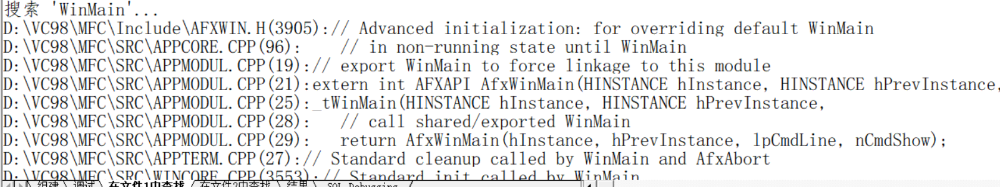 搜索 'WinMain'...
D:\VC98\MFC\Include\AFXWIN.H(3905):// Advanced initialization: for overriding default WinMain
D:\VC98\MFC\SRC\APPCORE.CPP(96):    // in non-running state until WinMain
D:\VC98\MFC\SRC\APPMODUL.CPP(19):// export WinMain to force linkage to this module
D:\VC98\MFC\SRC\APPMODUL.CPP(21):extern int AFXAPI AfxWinMain(HINSTANCE hInstance, HINSTANCE hPrevInstance,
D:\VC98\MFC\SRC\APPMODUL.CPP(25):_tWinMain(HINSTANCE hInstance, HINSTANCE hPrevInstance,
D:\VC98\MFC\SRC\APPMODUL.CPP(28):   // call shared/exported WinMain
D:\VC98\MFC\SRC\APPMODUL.CPP(29):   return AfxWinMain(hInstance, hPrevInstance, lpCmdLine, nCmdShow);
D:\VC98\MFC\SRC\APPTERM.CPP(27):// Standard cleanup called by WinMain and AfxAbort
D:\VC98\MFC\SRC\WINCORE.CPP(3553):// Standard init called by WinMain
组建 \ 调试 \ 在文件1中查找 / 在文件2中查找 \ 结果 \ SQL Debugging /